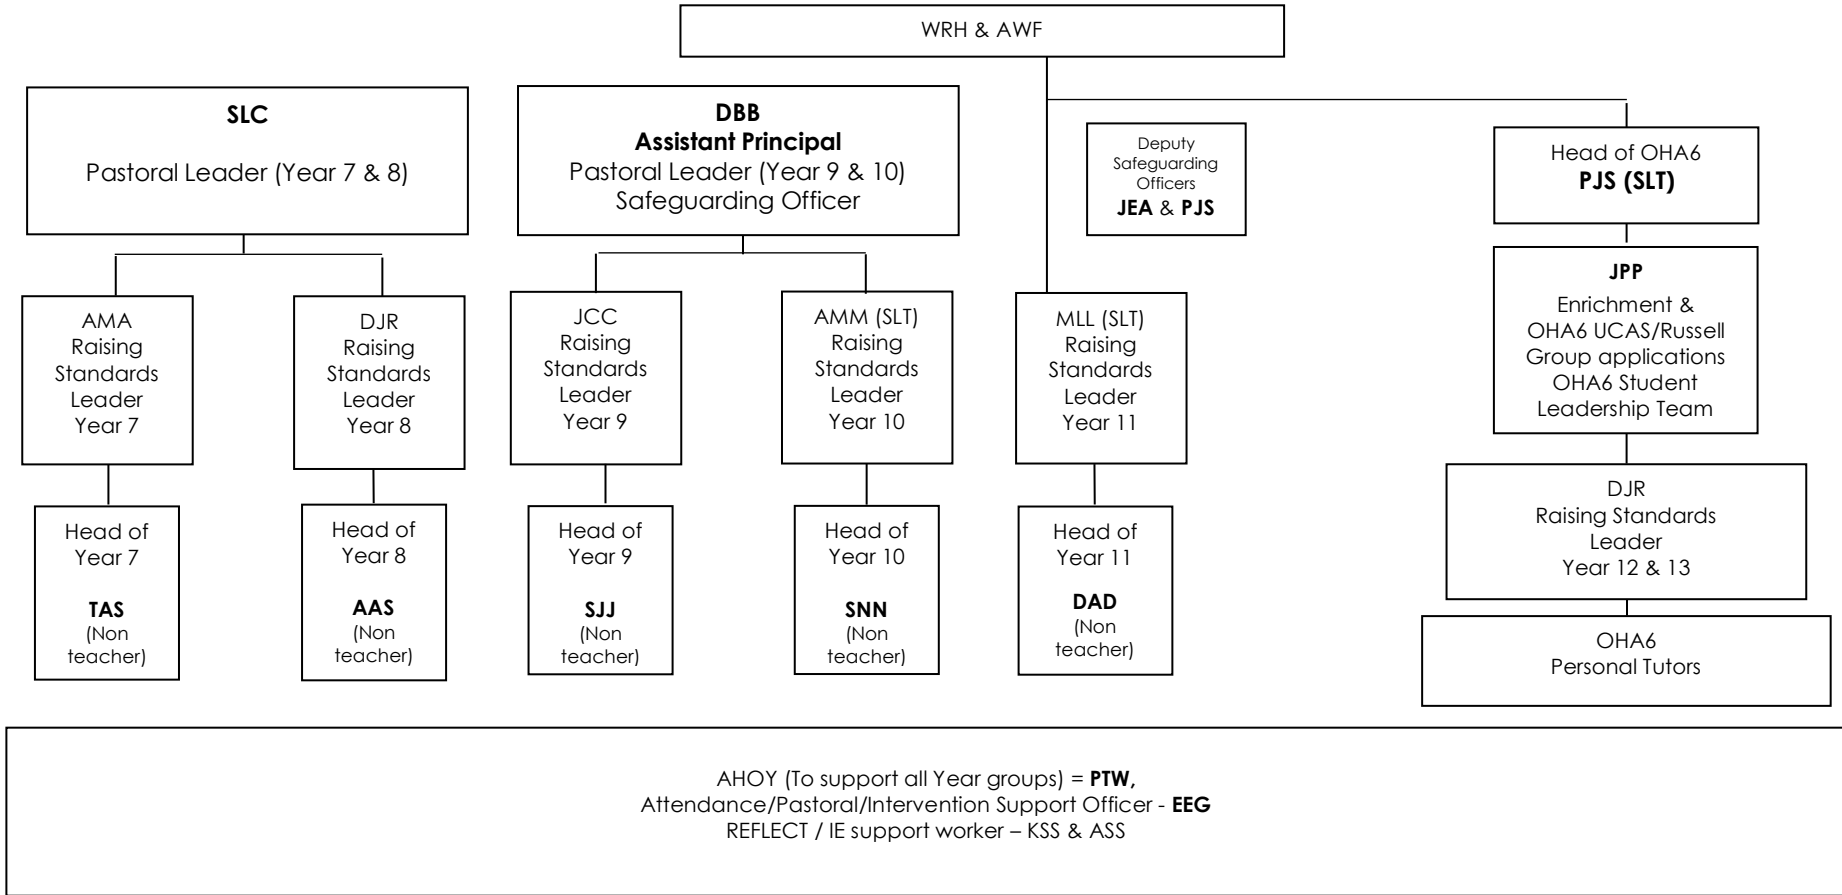 WRH & AWF
SLC
Pastoral Leader (Year 7 & 8)
DBB
Assistant Principal
Pastoral Leader (Year 9 & 10)
Safeguarding Officer
Deputy
Safeguarding
Officers
JEA & PJS
Head of OHA6
PJS (SLT)
AMA
Raising
Standards
Leader
Year 7
DJR
Raising
Standards
Leader
Year 8
JCC
Raising
Standards
Leader
Year 9
AMM (SLT)
Raising
Standards
Leader
Year 10
MLL (SLT)
Raising
Standards
Leader
Year 11
JPP
Enrichment &
OHA6 UCAS/Russell
Group applications
OHA6 Student
Leadership Team
Head of
Year 7
TAS
(Non
teacher)
Head of
Year 8
AAS
(Non
teacher)
Head of
Year 9
SJJ
(Non
teacher)
Head of
Year 10
SNN
(Non
teacher)
Head of
Year 11
DAD
(Non
teacher)
DJR
Raising Standards
Leader
Year 12 & 13
OHA6
Personal Tutors
AHOY (To support all Year groups) = PTW,
Attendance/Pastoral/Intervention Support Officer - EEG
REFLECT / IE support worker – KSS & ASS